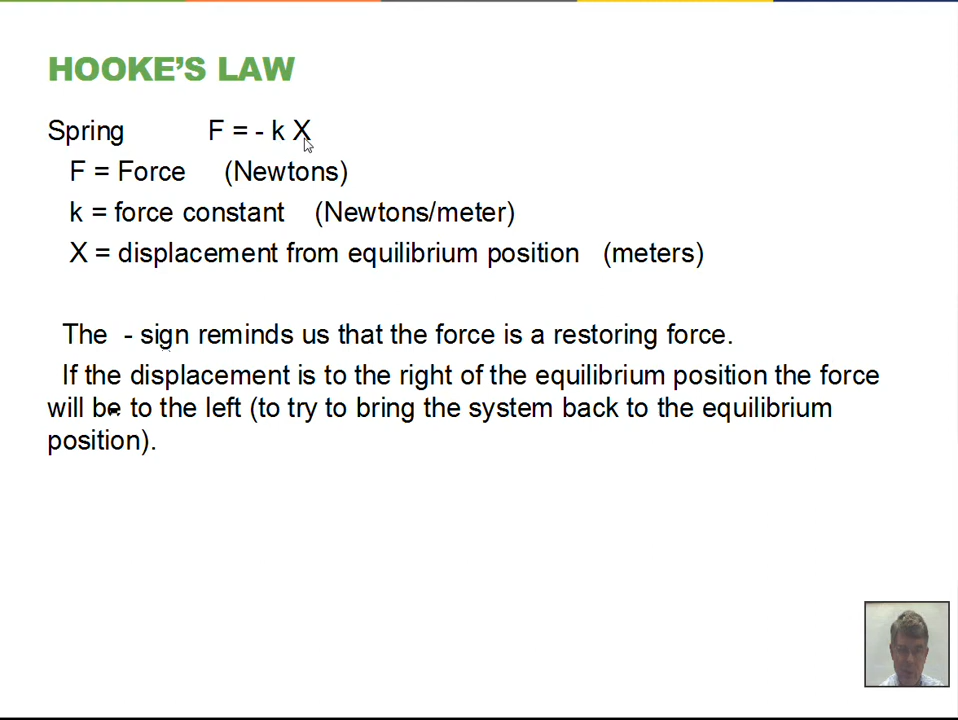 HOOKE'S LAW
Spring F = - k X
F = Force (Newtons)
k = force constant (Newtons/meter)
X = displacement from equilibrium position (meters)
The - sign reminds us that the force is a restoring force.
If the displacement is to the right of the equilibrium position the force
will be to the left (to try to bring the system back to the equilibrium
position).